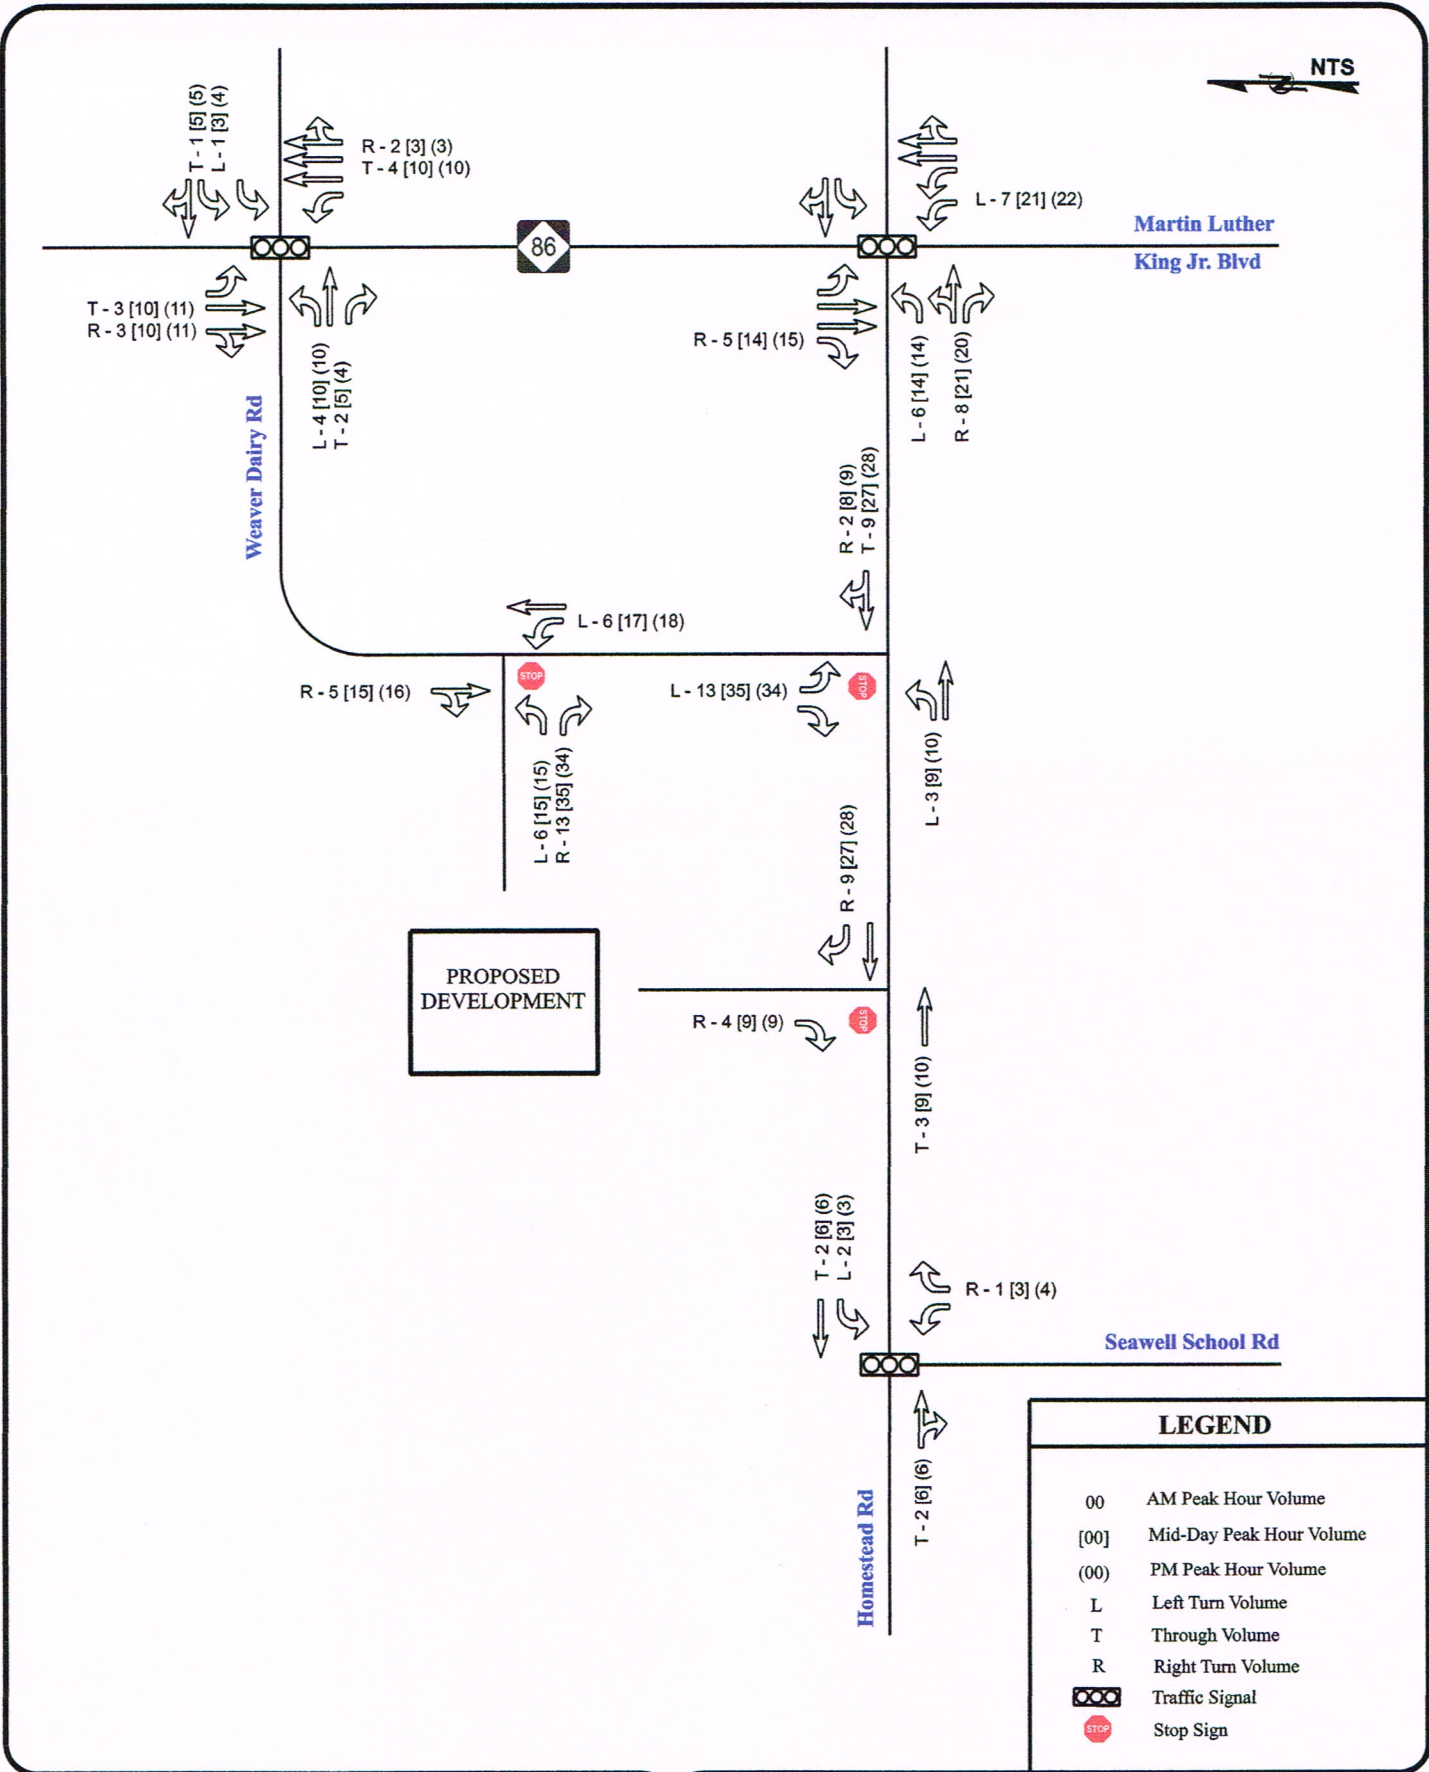 NTS
T - 1 [5] (5)
L - 1 [3] (4)
R - 2 [3] (3)
T - 4 [10] (10)
L - 7 [21] (22)
Martin Luther
King Jr. Blvd
86
T - 3 [10] (11)
R - 3 [10] (11)
L - 4 [10] (10)
T - 2 [5] (4)
R - 5 [14] (15)
L - 6 [14] (14)
R - 8 [21] (20)
Weaver Dairy Rd
R - 2 [8] (9)
T - 9 [27] (28)
L - 6 [17] (18)
STOP
R - 5 [15] (16)
L - 13 [35] (34)
STOP
L - 6 [15] (15)
R - 13 [35] (34)
L - 3 [9] (10)
R - 9 [27] (28)
PROPOSED
DEVELOPMENT
R - 4 [9] (9)
STOP
T - 3 [9] (10)
T - 2 [6] (6)
L - 2 [3] (3)
R - 1 [3] (4)
Seawell School Rd
T - 2 [6] (6)
Homestead Rd
LEGEND
00 AM Peak Hour Volume
[00] Mid-Day Peak Hour Volume
(00) PM Peak Hour Volume
L Left Turn Volume
T Through Volume
R Right Turn Volume
Traffic Signal
STOP Stop Sign